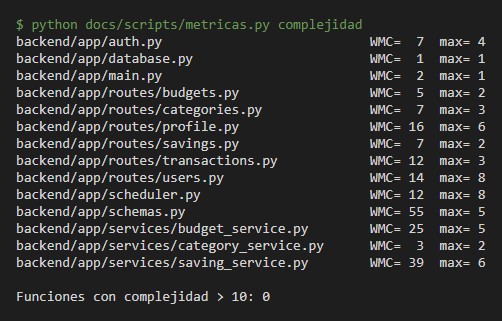 $ python docs/scripts/metricas.py complejidad
backend/app/auth.py WMC= 7 max= 4
backend/app/database.py WMC= 1 max= 1
backend/app/main.py WMC= 2 max= 1
backend/app/routes/budgets.py WMC= 5 max= 2
backend/app/routes/categories.py WMC= 7 max= 3
backend/app/routes/profile.py WMC= 16 max= 6
backend/app/routes/savings.py WMC= 7 max= 2
backend/app/routes/transactions.py WMC= 12 max= 3
backend/app/routes/users.py WMC= 14 max= 8
backend/app/scheduler.py WMC= 12 max= 8
backend/app/schemas.py WMC= 55 max= 5
backend/app/services/budget_service.py WMC= 25 max= 5
backend/app/services/category_service.py WMC= 3 max= 2
backend/app/services/saving_service.py WMC= 39 max= 6
Funciones con complejidad > 10: 0